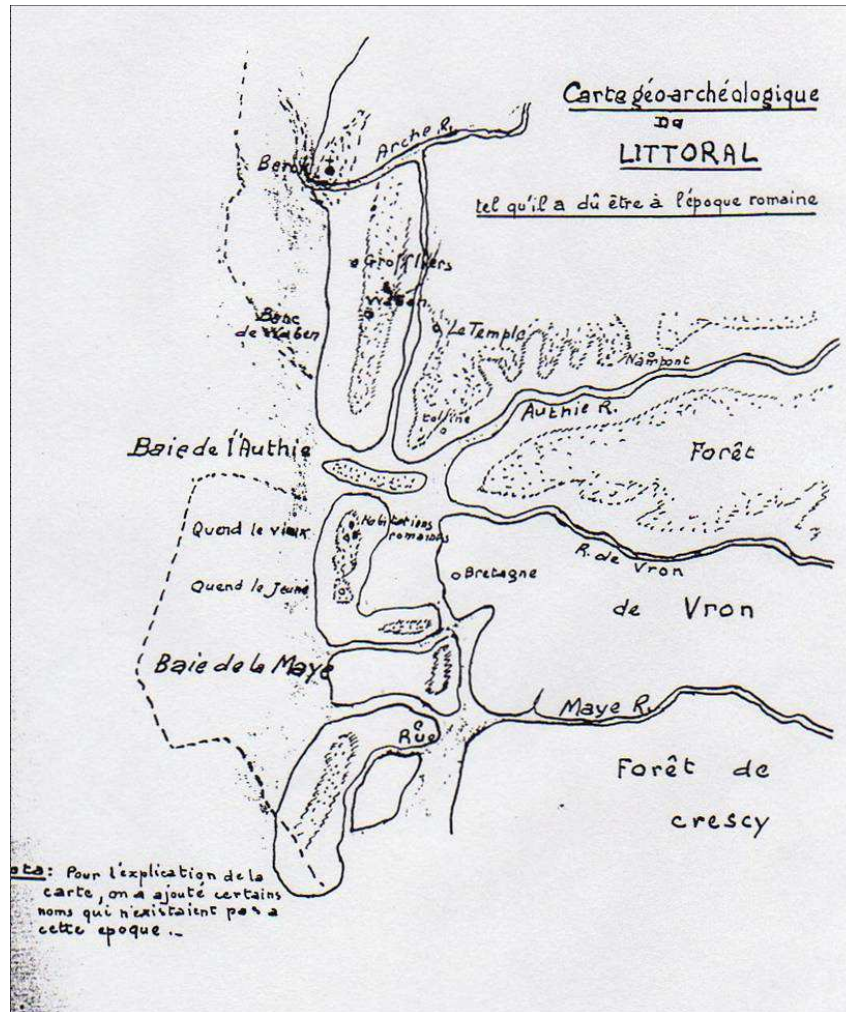 Carte géo-archéologique
Du
LITTORAL
tel qu'il a dû être à l'époque romaine
Arche R.
Berck
Groffliers
Waben
Banc
de Waben
Le Temple
Nampont
Colline
Authie R.
Baie de l'Authie
Forêt
Quend le vieux
Habitations
romaines
R. de Vron
Bretagne
Quend le Jeune
de Vron
Baie de la Maye
Maye R.
Rue
Forêt de
crescy
ota: Pour l'explication de la
carte, on a ajouté certains
noms qui n'existaient pas a
cette epoque._